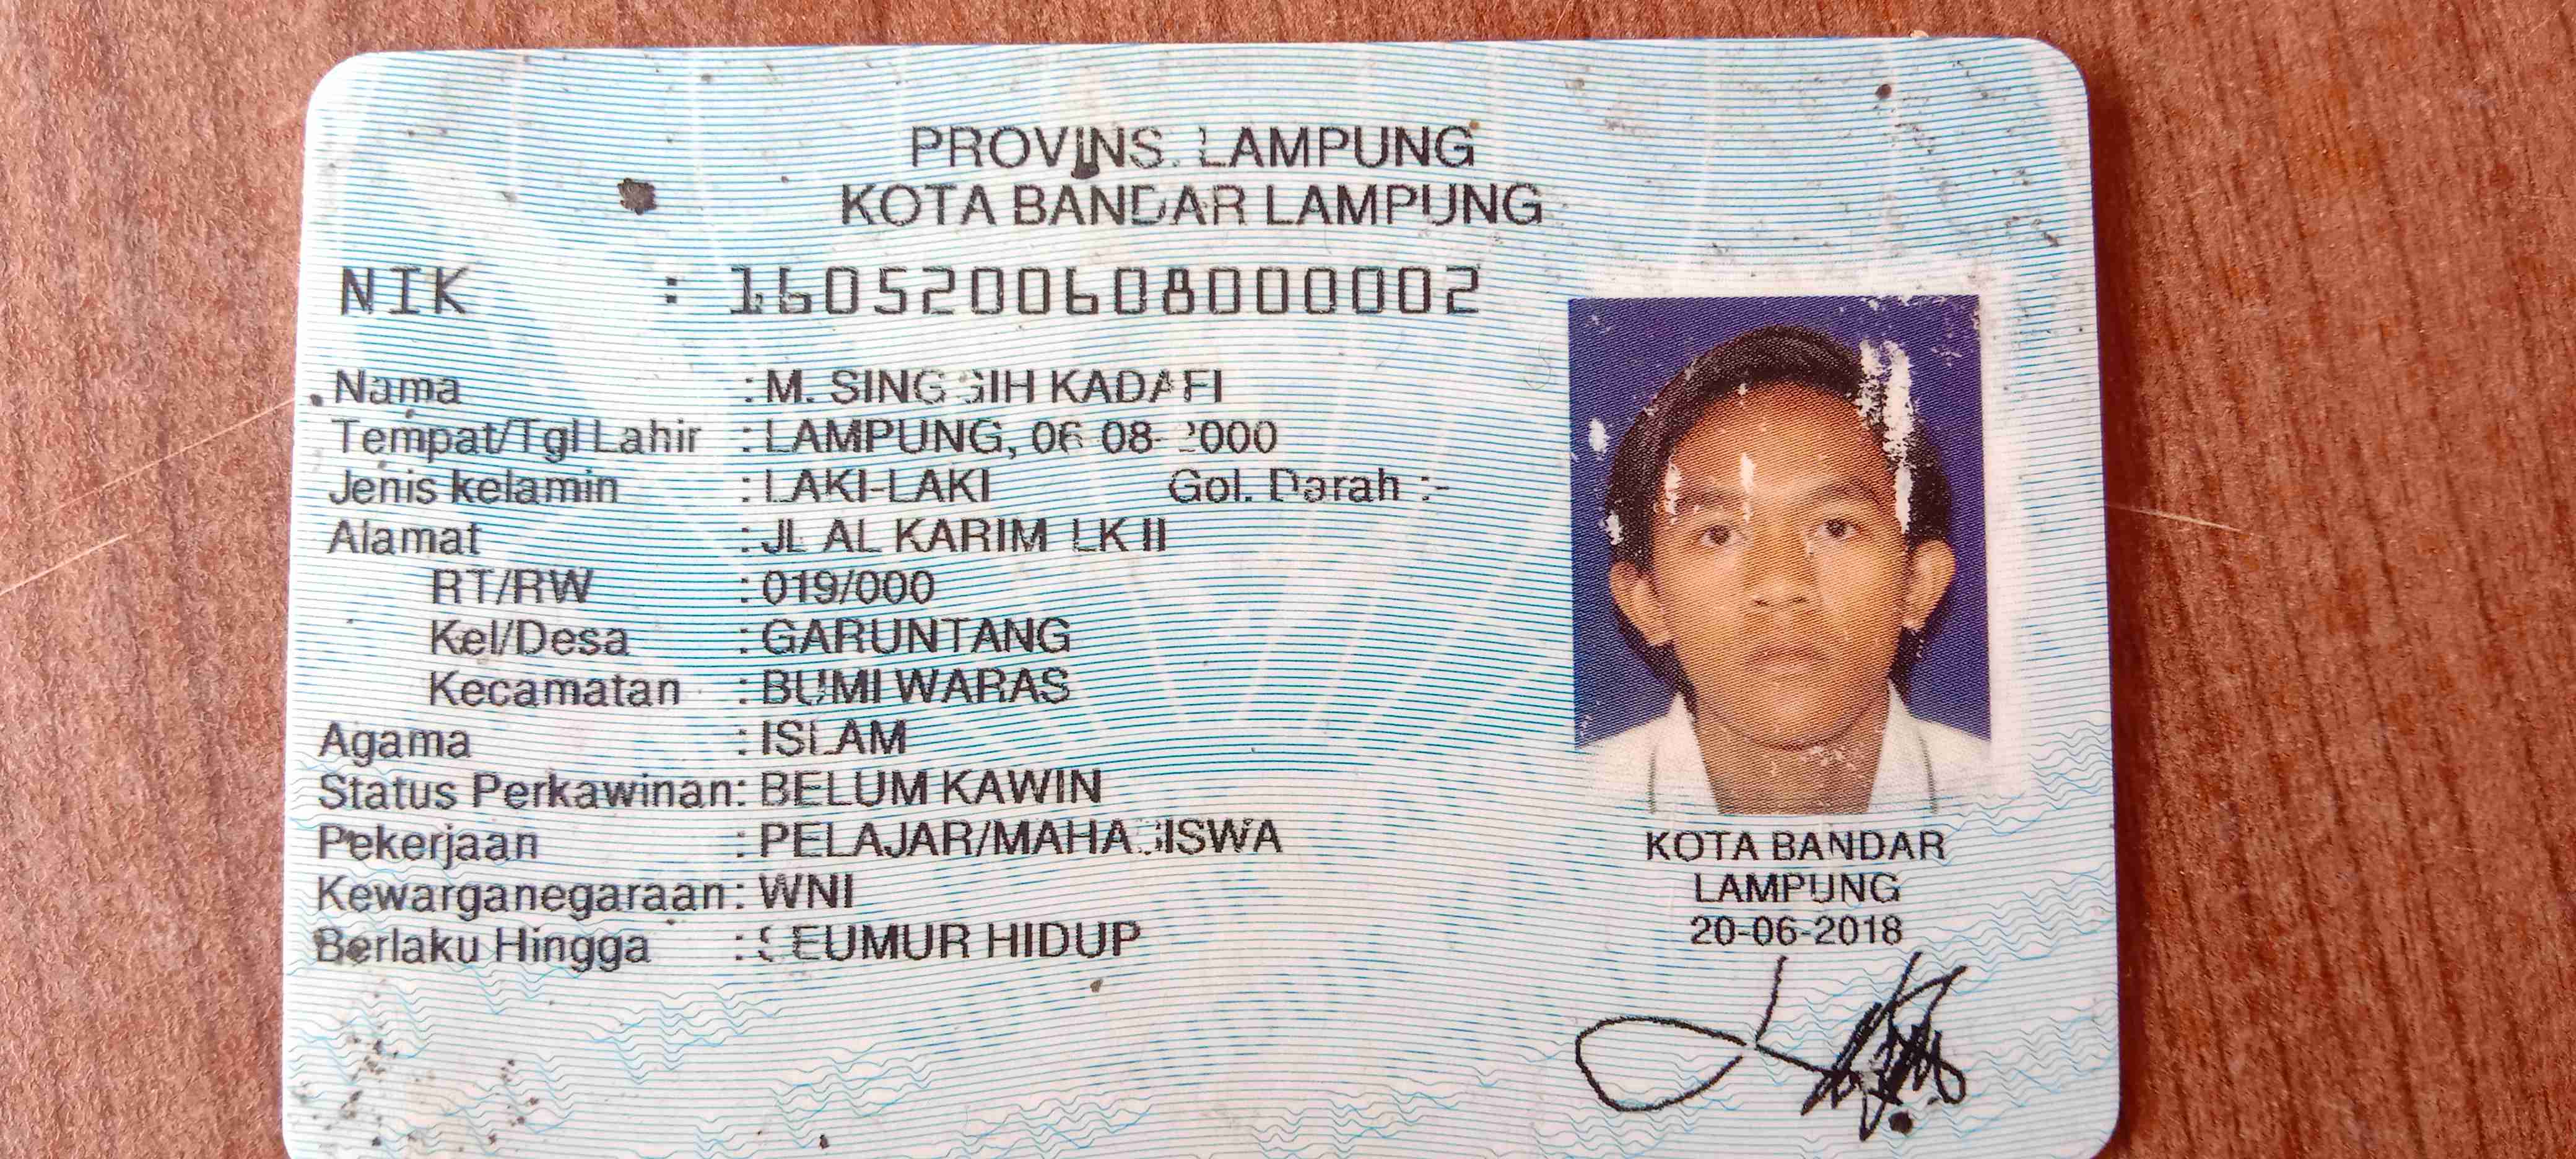 PROVINSI LAMPUNG
KOTA BANDAR LAMPUNG
NIK : 1605200608000002
Nama : M. SINGGIH KADAFI
Tempat/Tgl Lahir : LAMPUNG, 06-08-2000
Jenis kelamin : LAKI-LAKI Gol. Darah :-
Alamat : JL AL KARIM LK II
RT/RW : 019/000
Kel/Desa : GARUNTANG
Kecamatan : BUMI WARAS
Agama : ISLAM
Status Perkawinan: BELUM KAWIN
Pekerjaan : PELAJAR/MAHASISWA
Kewarganegaraan: WNI
Berlaku Hingga : SEUMUR HIDUP
KOTA BANDAR
LAMPUNG
20-06-2018